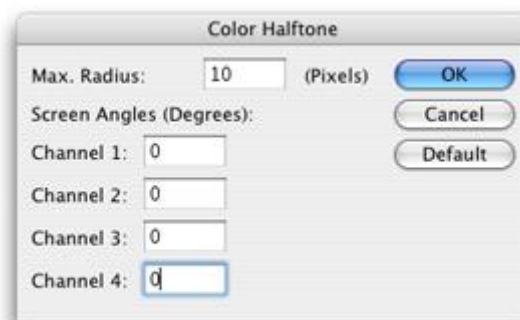 Color Halftone
Max. Radius: 10 (Pixels) OK
Screen Angles (Degrees): Cancel
Channel 1: 0 Default
Channel 2: 0
Channel 3: 0
Channel 4: 0